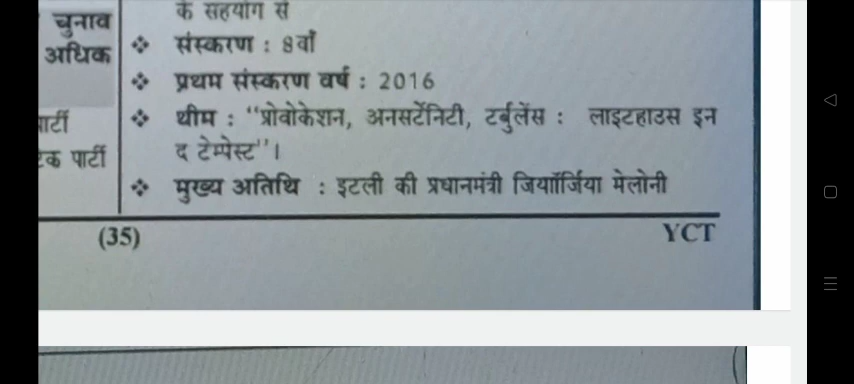 चुनाव
अधिक
पार्टी
पार्टी
के सहयोग से
❖ संस्करण : 8वाँ
❖ प्रथम संस्करण वर्ष : 2016
❖ थीम : “प्रोवोकेशन, अनसर्टेनिटी, टर्बुलेंस : लाइटहाउस इन
द टेम्पेस्ट”।
❖ मुख्य अतिथि : इटली की प्रधानमंत्री जियाॅर्जिया मेलोनी
(35)
YCT